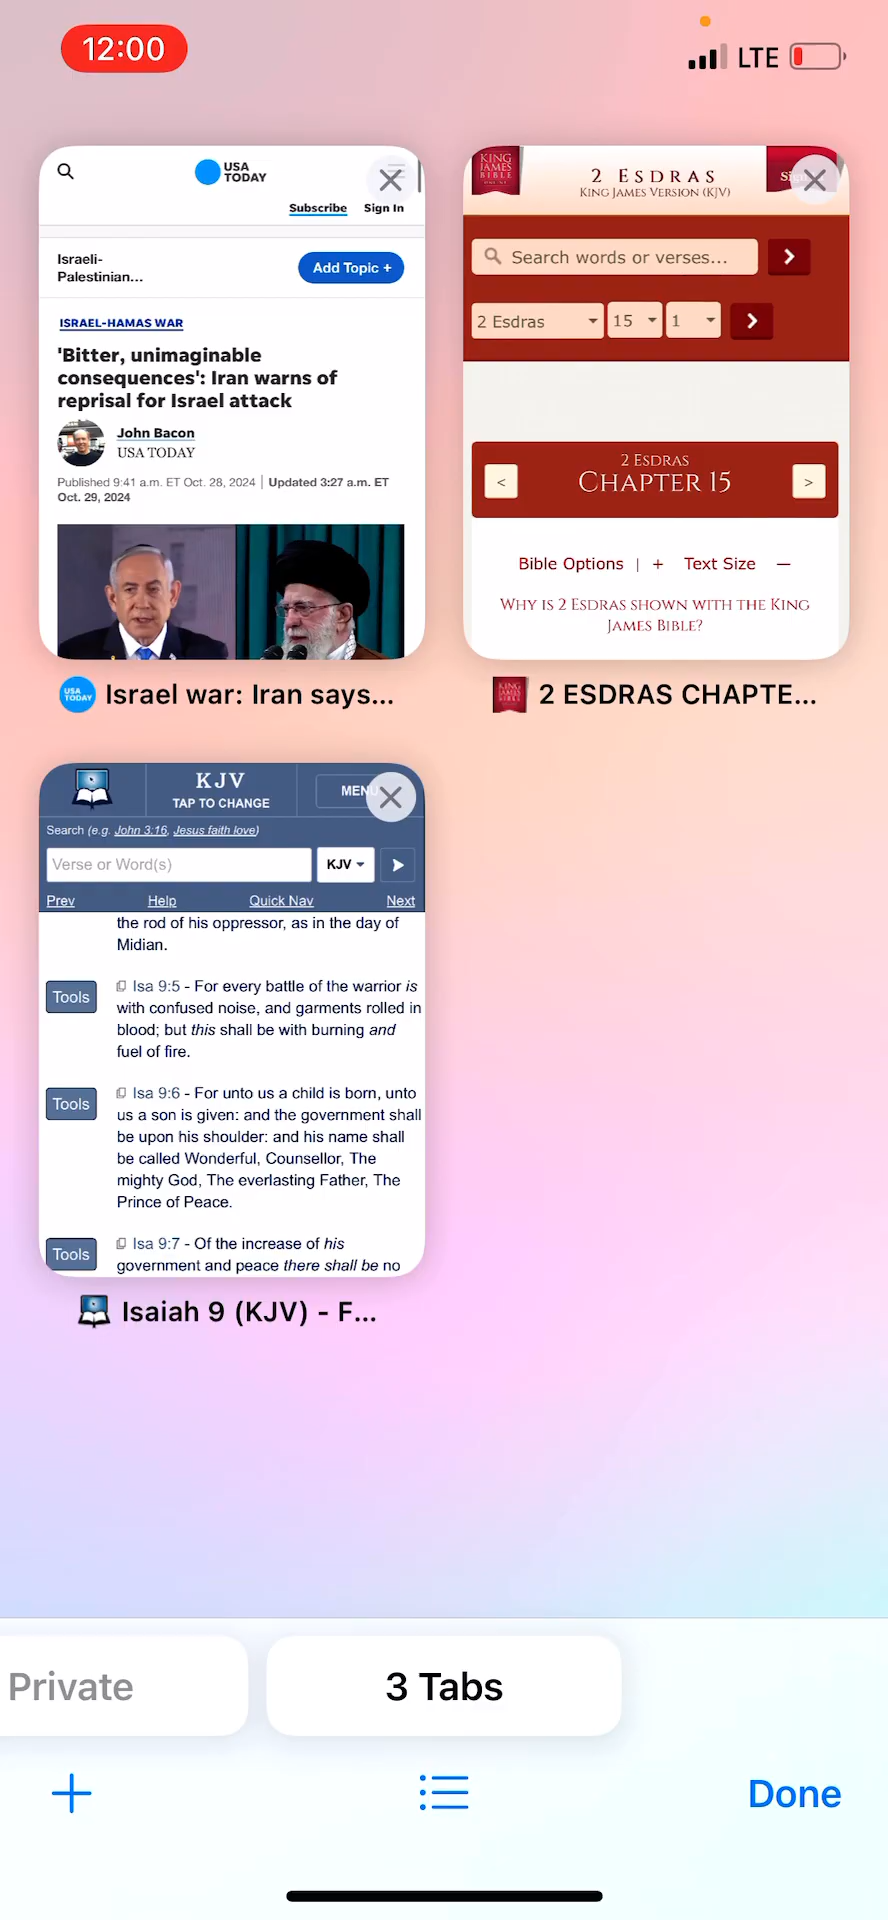 12:00
LTE
USA
TODAY
Subscribe Sign In
Israeli-
Palestinian...
Add Topic +
ISRAEL-HAMAS WAR
'Bitter, unimaginable
consequences': Iran warns of
reprisal for Israel attack
John Bacon
USA TODAY
Published 9:41 a.m. ET Oct. 28, 2024 | Updated 3:27 a.m. ET
Oct. 29, 2024
USA TODAY Israel war: Iran says...
KING
JAMES
BIBLE
2 ESDRAS
KING JAMES VERSION (KJV)
Search words or verses...
2 Esdras 15 1
2 ESDRAS
CHAPTER 15
< >
Bible Options | + Text Size —
WHY IS 2 ESDRAS SHOWN WITH THE KING
JAMES BIBLE?
2 ESDRAS CHAPTE...
KJV
TAP TO CHANGE
MENU
Search (e.g. John 3:16, Jesus faith love)
Verse or Word(s) KJV
Prev Help Quick Nav Next
the rod of his oppressor, as in the day of
Midian.
Tools
Isa 9:5 - For every battle of the warrior is
with confused noise, and garments rolled in
blood; but this shall be with burning and
fuel of fire.
Tools
Isa 9:6 - For unto us a child is born, unto
us a son is given: and the government shall
be upon his shoulder: and his name shall
be called Wonderful, Counsellor, The
mighty God, The everlasting Father, The
Prince of Peace.
Tools
Isa 9:7 - Of the increase of his
government and peace there shall be no
Isaiah 9 (KJV) - F...
Private
3 Tabs
Done